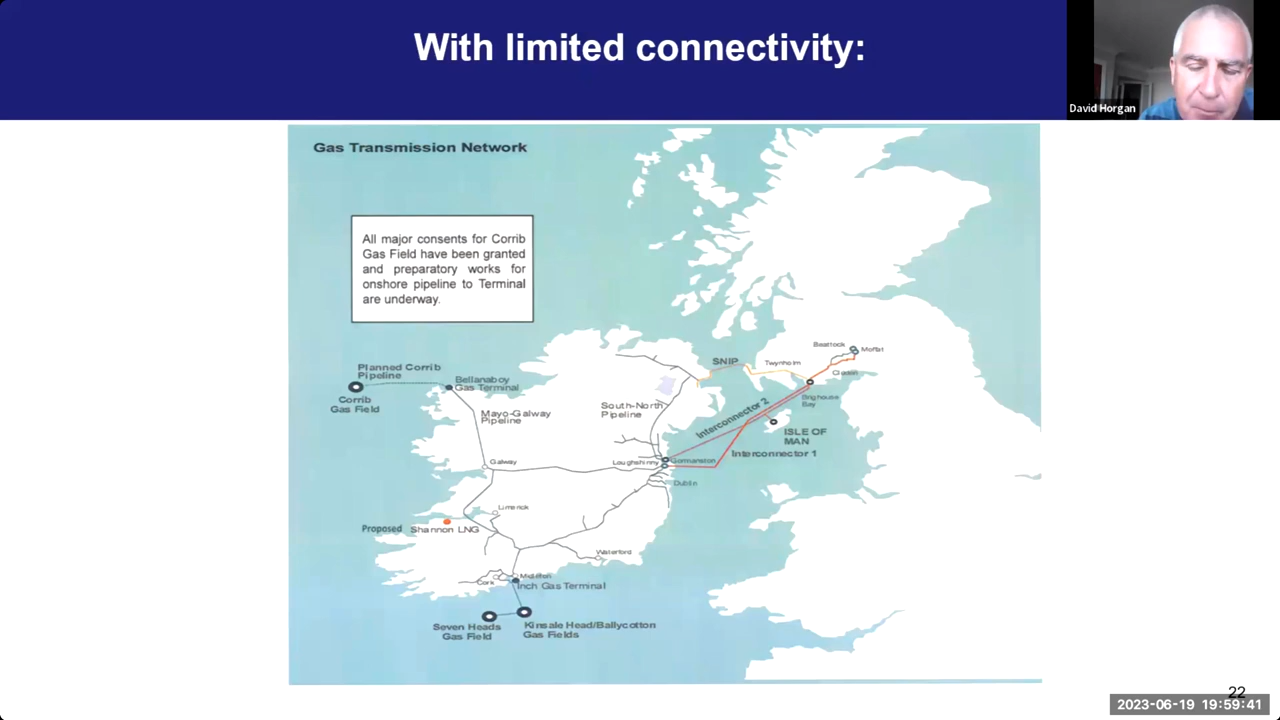 With limited connectivity:
David Horgan
Gas Transmission Network
All major consents for Corrib
Gas Field have been granted
and preparatory works for
onshore pipeline to Terminal
are underway.
Beattock
Moffat
SNIP
Twynholm
Cluden
Planned Corrib
Pipeline
Bellanaboy
Gas Terminal
Corrib
Gas Field
Brighouse
Bay
South-North
Pipeline
Mayo-Galway
Pipeline
Interconnector 2
ISLE OF
MAN
Interconnector 1
Galway
Loughshinny
Gormanston
Dublin
Limerick
Proposed Shannon LNG
Waterford
Cork
Midleton
Inch Gas Terminal
Seven Heads
Gas Field
Kinsale Head/Ballycotton
Gas Fields
22
2023-06-19 19:59:41